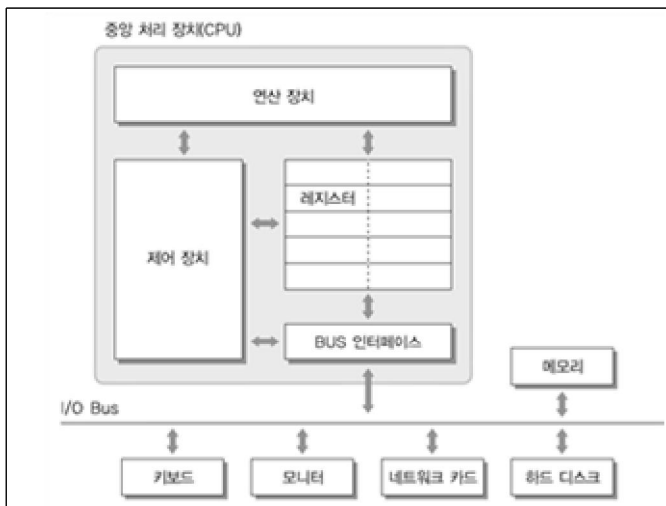 중앙 처리 장치(CPU)
연산 장치
레지스터
제어 장치
BUS 인터페이스
메모리
I/O Bus
키보드
모니터
네트워크 카드
하드 디스크